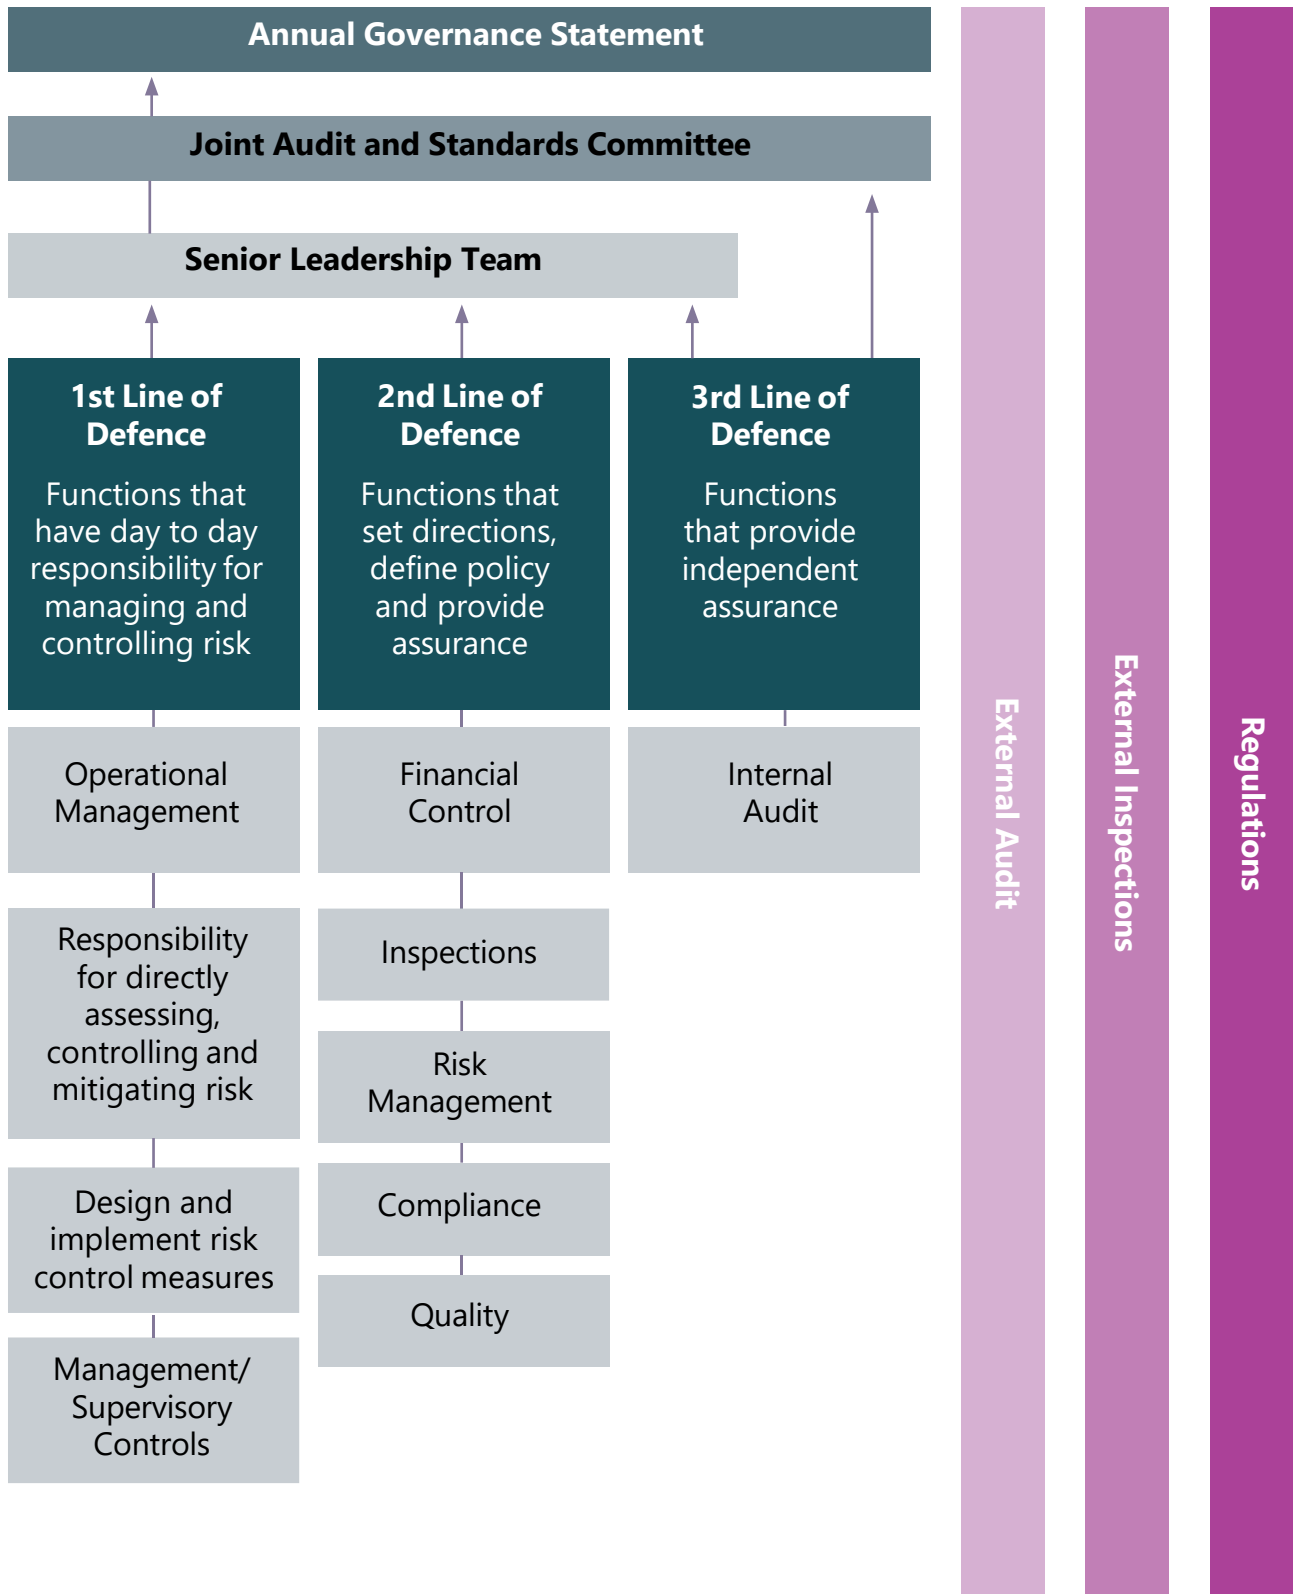 Annual Governance Statement
Joint Audit and Standards Committee
Senior Leadership Team
1st Line of
Defence
Functions that
have day to day
responsibility for
managing and
controlling risk
2nd Line of
Defence
Functions that
set directions,
define policy
and provide
assurance
3rd Line of
Defence
Functions
that provide
independent
assurance
Operational
Management
Responsibility
for directly
assessing,
controlling and
mitigating risk
Design and
implement risk
control measures
Management/
Supervisory
Controls
Financial
Control
Inspections
Risk
Management
Compliance
Quality
Internal
Audit
External Audit
External Inspections
Regulations